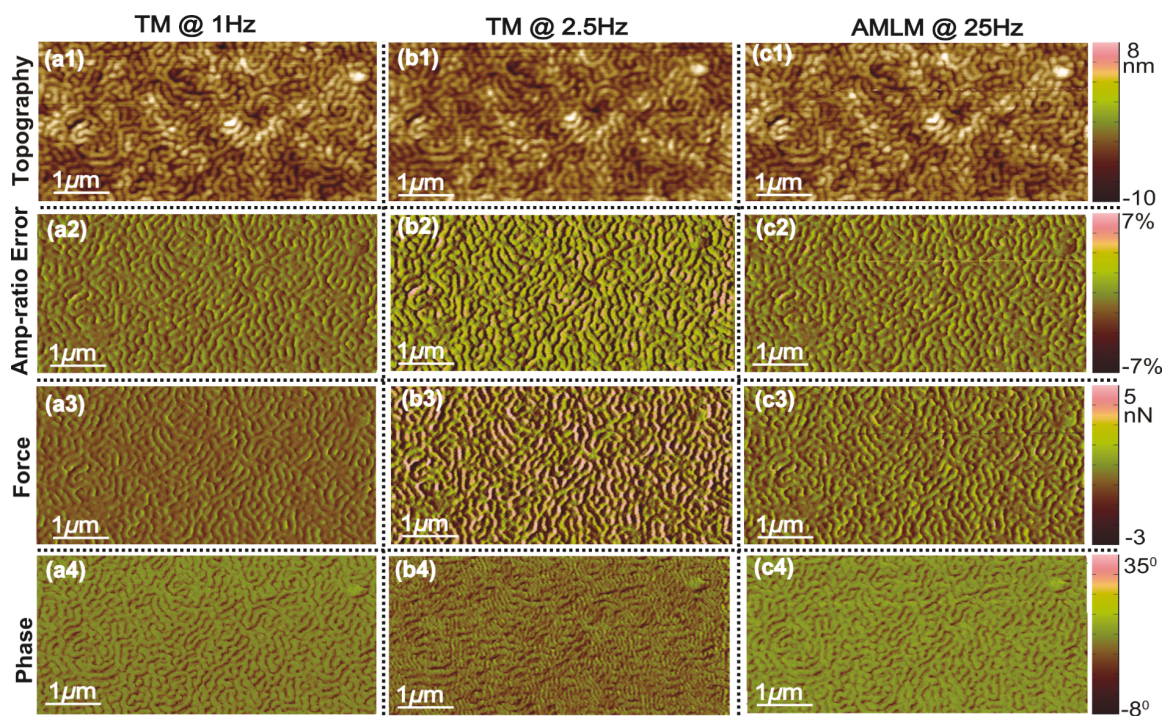 TM @ 1Hz TM @ 2.5Hz AMLM @ 25Hz
Topography
(a1) (b1) (c1)
8
nm
1μm 1μm 1μm
-10
Amp-ratio Error
(a2) (b2) (c2)
7%
1μm 1μm 1μm
-7%
Force
(a3) (b3) (c3)
5
nN
1μm 1μm 1μm
-3
Phase
(a4) (b4) (c4)
35⁰
1μm 1μm 1μm
-8⁰